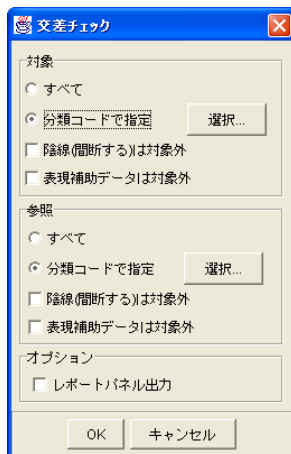 交差チェック
対象
すべて
分類コードで指定 選択...
陰線(間断する)は対象外
表現補助データは対象外
参照
すべて
分類コードで指定 選択...
陰線(間断する)は対象外
表現補助データは対象外
オプション
レポートパネル出力
OK キャンセル